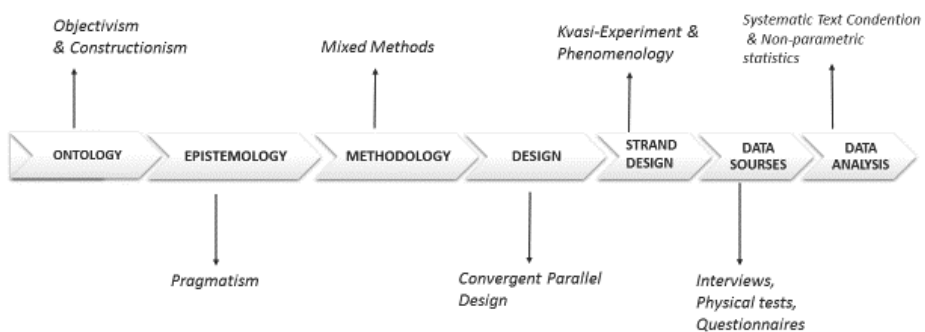 Objectivism
& Constructionism
Mixed Methods
Kvasi-Experiment &
Phenomenology
Systematic Text Condention
& Non-parametric
statistics
ONTOLOGY
EPISTEMOLOGY
METHODOLOGY
DESIGN
STRAND
DESIGN
DATA
SOURSES
DATA
ANALYSIS
Pragmatism
Convergent Parallel
Design
Interviews,
Physical tests,
Questionnaires